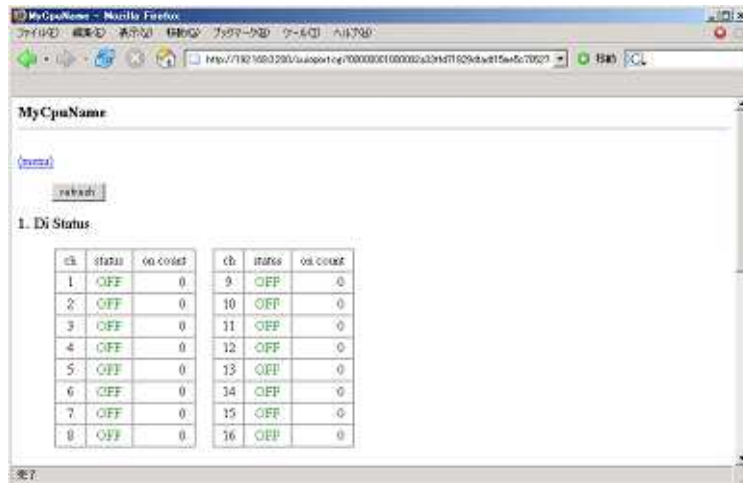 MyCpuName - Mozilla Firefox
ファイル(F) 編集(E) 表示(V) 移動(G) ブックマーク(B) ツール(T) ヘルプ(H)
移動
MyCpuName
(menu)
refresh
1. Di Status
ch status on count ch status on count
1 OFF 0 9 OFF 0
2 OFF 0 10 OFF 0
3 OFF 0 11 OFF 0
4 OFF 0 12 OFF 0
5 OFF 0 13 OFF 0
6 OFF 0 14 OFF 0
7 OFF 0 15 OFF 0
8 OFF 0 16 OFF 0
完了